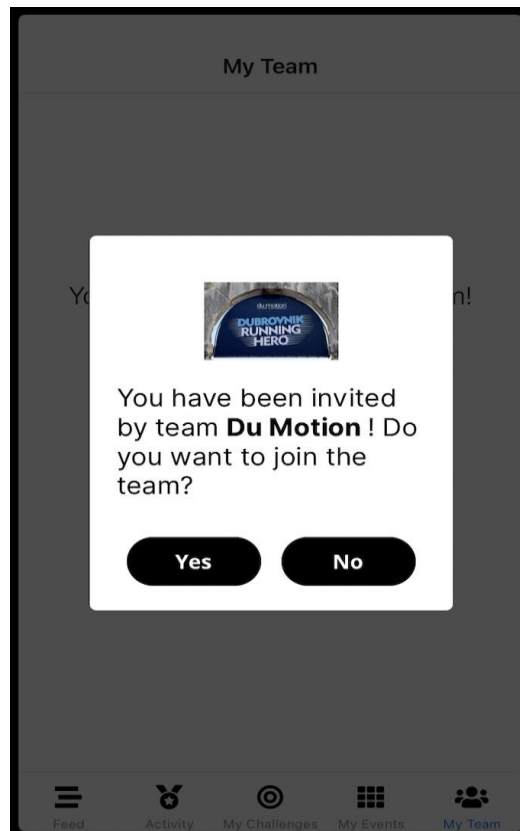 My Team
n!
du motion
DUBROVNIK
RUNNING
HERO
You have been invited
by team Du Motion ! Do
you want to join the
team?
Yes No
Feed Activity My Challenges My Events My Team